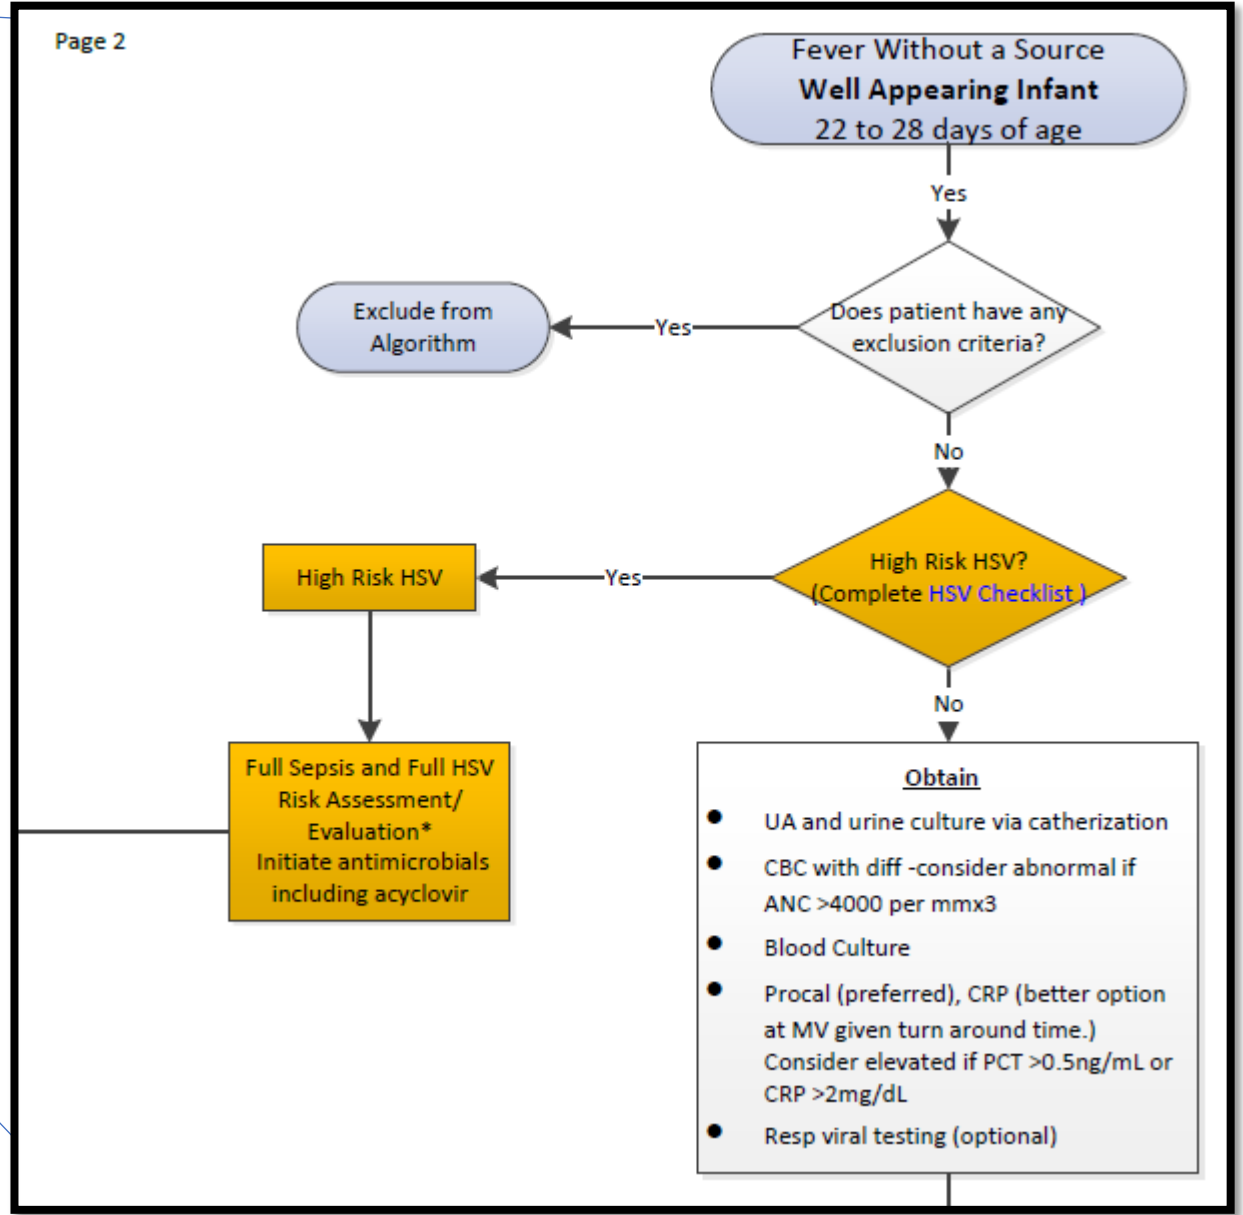 Page 2
Fever Without a Source
Well Appearing Infant
22 to 28 days of age
Yes
Does patient have any
exclusion criteria?
Yes
Exclude from
Algorithm
No
High Risk HSV?
(Complete HSV Checklist )
Yes
High Risk HSV
Full Sepsis and Full HSV
Risk Assessment/
Evaluation*
Initiate antimicrobials
including acyclovir
No
Obtain
● UA and urine culture via catherization
● CBC with diff -consider abnormal if
ANC >4000 per mmx3
● Blood Culture
● Procal (preferred), CRP (better option
at MV given turn around time.)
Consider elevated if PCT >0.5ng/mL or
CRP >2mg/dL
● Resp viral testing (optional)